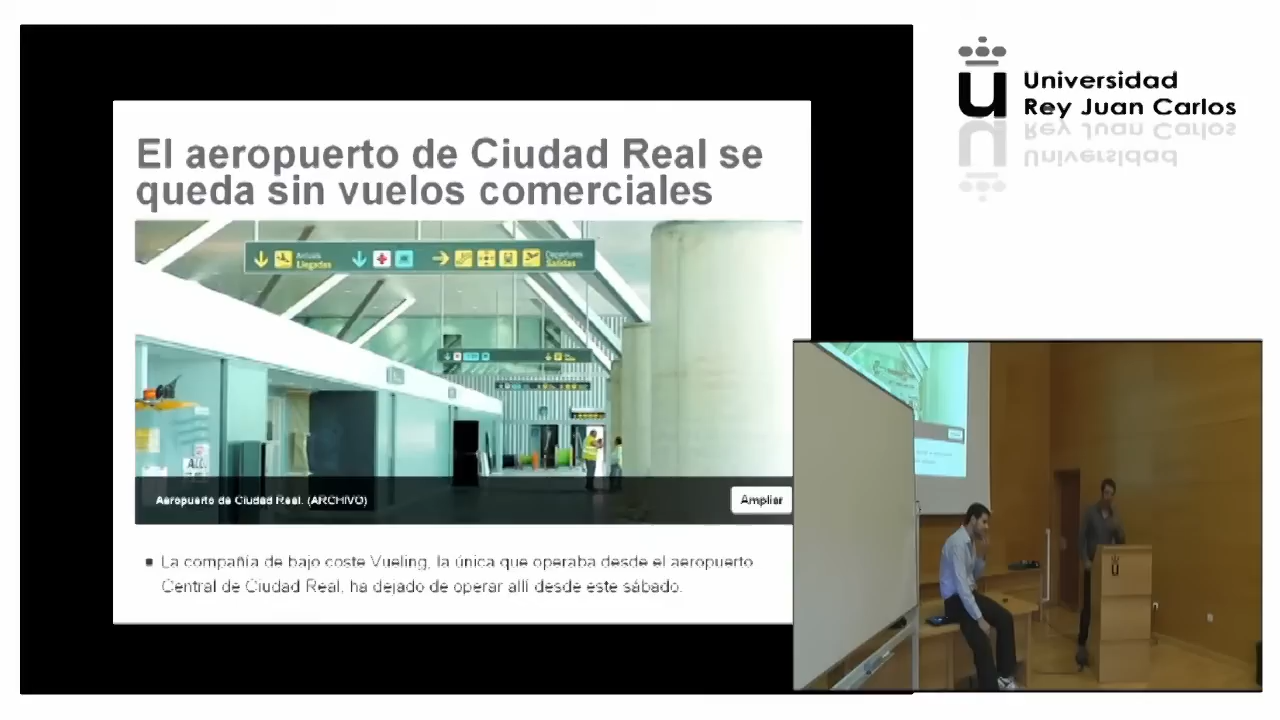 El aeropuerto de Ciudad Real se
queda sin vuelos comerciales
Arrivals
Llegadas
Departures
Salidas
Aeropuerto de Ciudad Real. (ARCHIVO)
Ampliar
La compañía de bajo coste Vueling, la única que operaba desde el aeropuerto
Central de Ciudad Real, ha dejado de operar allí desde este sábado.
Universidad
Rey Juan Carlos